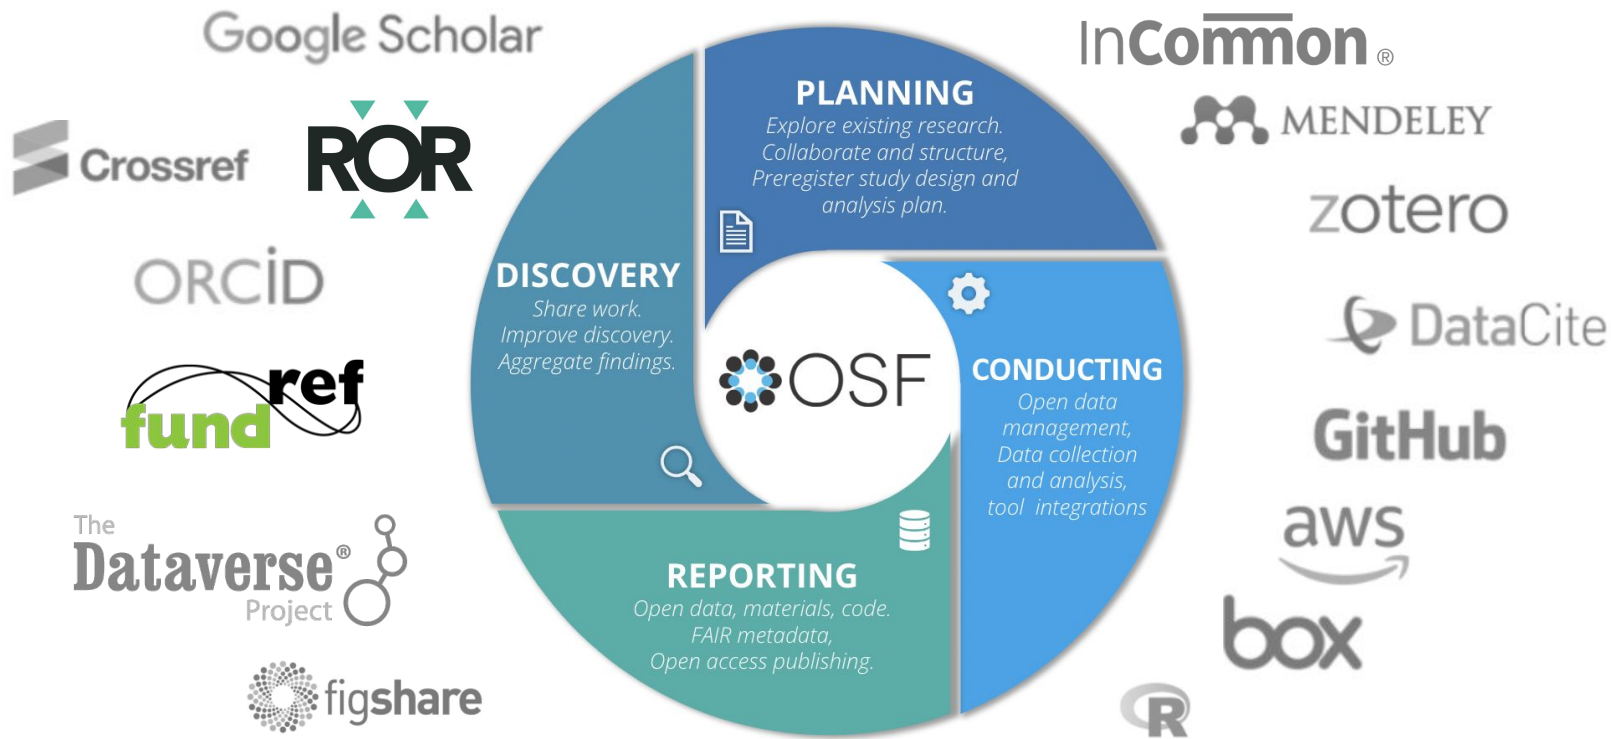 Google Scholar
InCommon®
PLANNING
Explore existing research.
Collaborate and structure,
Preregister study design and
analysis plan.
MENDELEY
Crossref
ROR
zotero
ORCiD
DISCOVERY
Share work.
Improve discovery.
Aggregate findings.
DataCite
OSF
fundref
CONDUCTING
Open data
management,
Data collection
and analysis,
tool integrations
GitHub
The
Dataverse®
Project
aws
REPORTING
Open data, materials, code.
FAIR metadata,
Open access publishing.
box
figshare
R